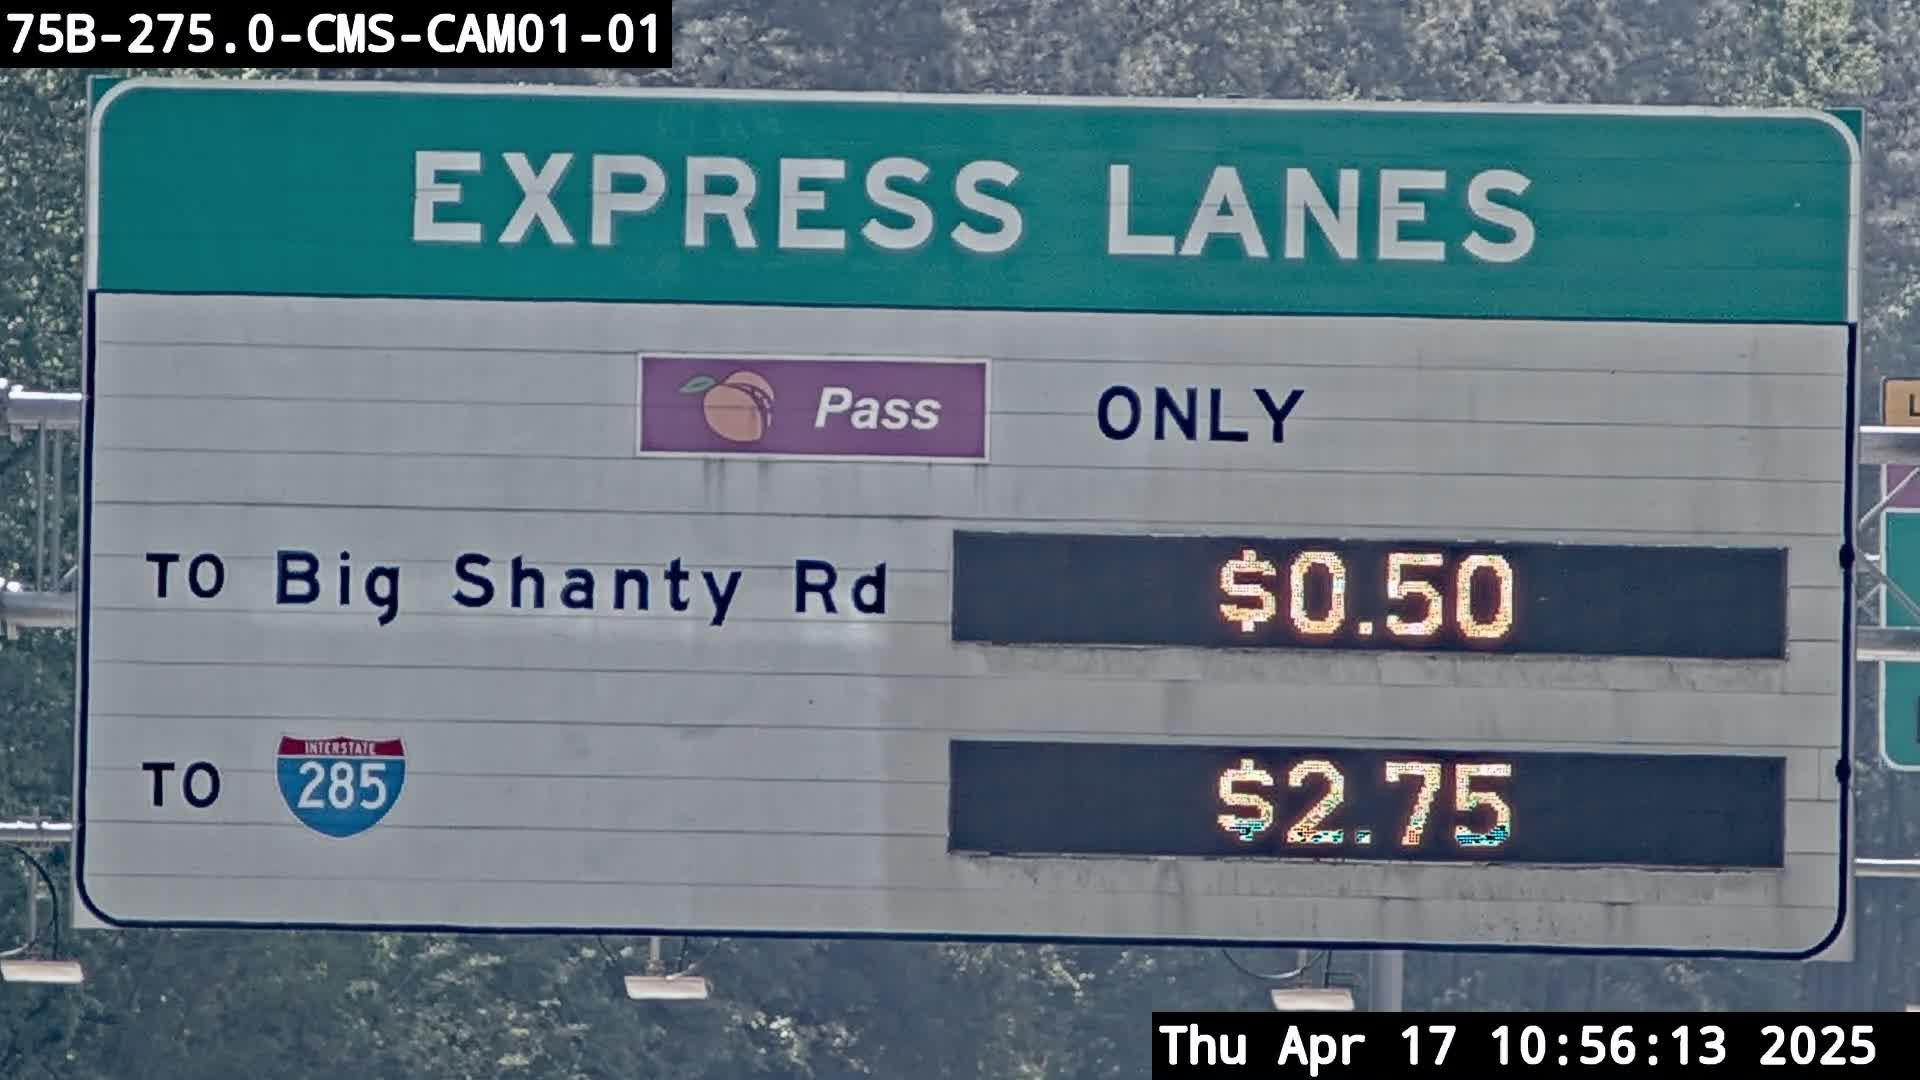 75B-275.0-CMS-CAM01-01
EXPRESS LANES
Pass ONLY
TO Big Shanty Rd $0.50
INTERSTATE
TO 285 $2.75
Thu Apr 17 10:56:13 2025